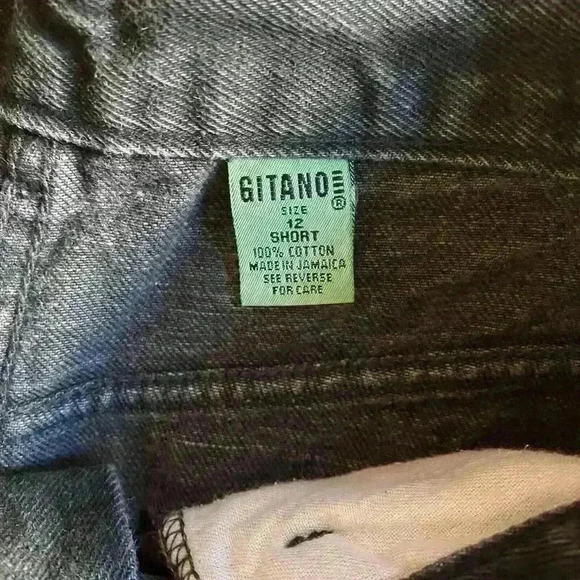 GITANO
®
SIZE
12
SHORT
100% COTTON
MADE IN JAMAICA
SEE REVERSE
FOR CARE